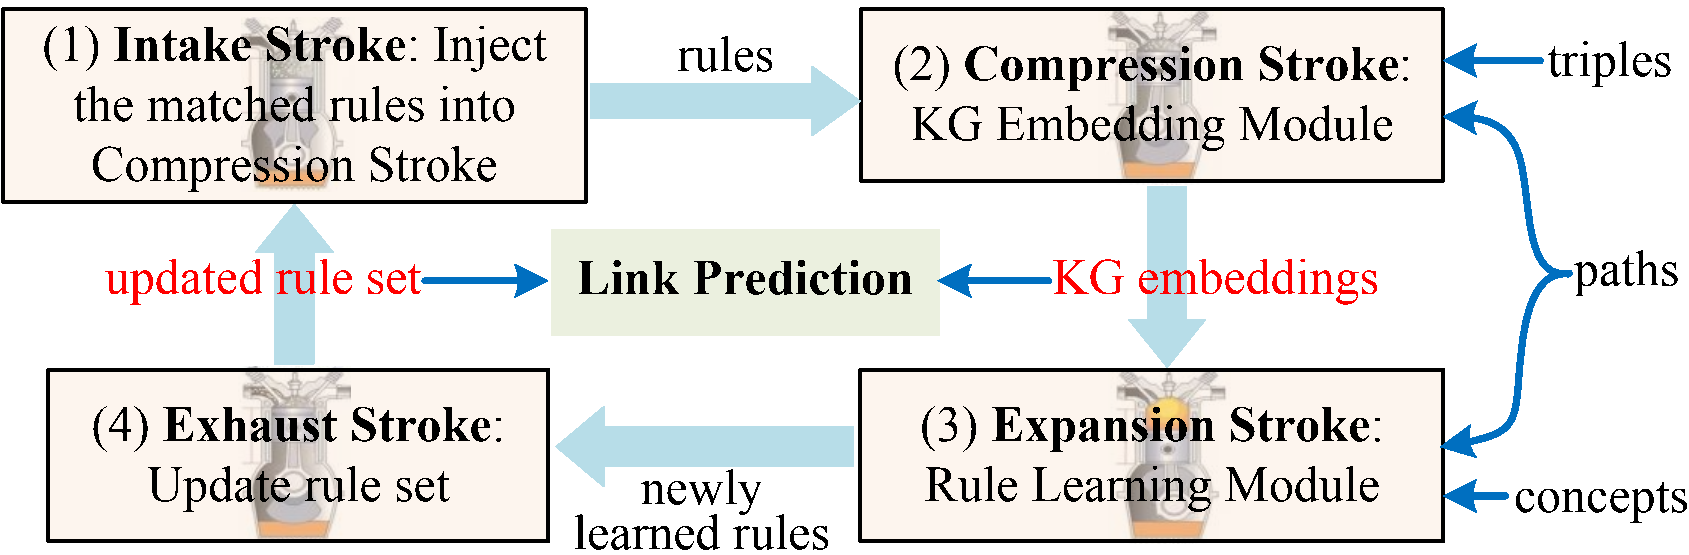 (1) Intake Stroke: Inject
the matched rules into
Compression Stroke
rules
(2) Compression Stroke:
KG Embedding Module
triples
paths
updated rule set
Link Prediction
KG embeddings
(4) Exhaust Stroke:
Update rule set
newly
learned rules
(3) Expansion Stroke:
Rule Learning Module
concepts